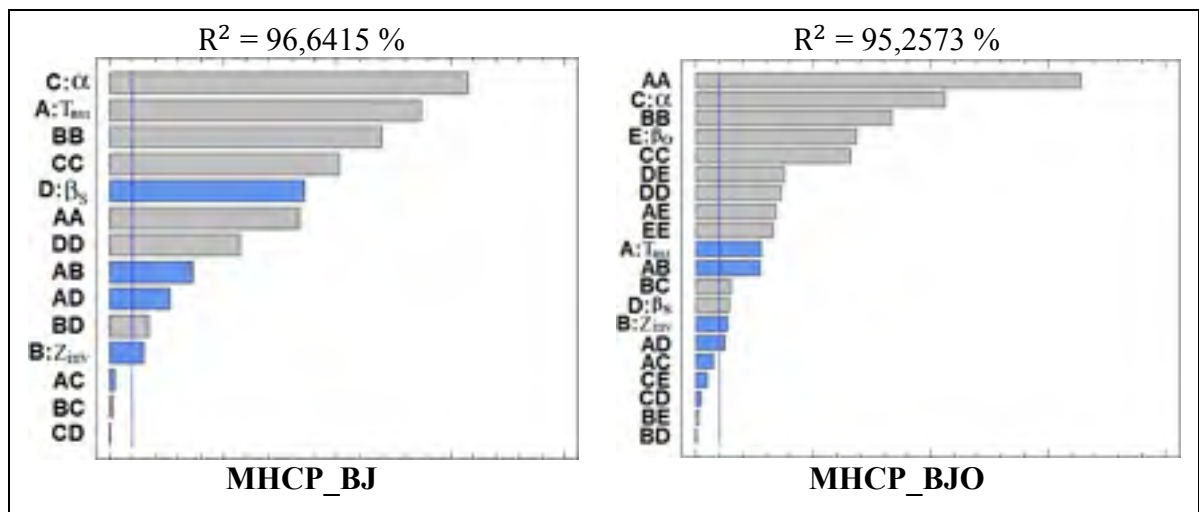 R² = 96,6415 %
C:α
A:
BB
CC
D:βS
AA
DD
AB
AD
BD
B:Zinv
AC
BC
CD
MHCP_BJ
R² = 95,2573 %
AA
C:α
BB
E:βO
CC
DE
DD
AE
EE
A:
AB
BC
D:βS
B:Zinv
AD
AC
CE
CD
BE
BD
MHCP_BJO